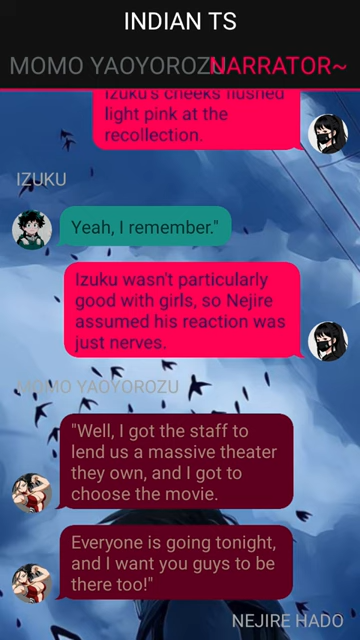 INDIAN TS
MOMO YAOYOROZU
NARRATOR~
Izuku's cheeks flushed
light pink at the
recollection.
IZUKU
Yeah, I remember."
Izuku wasn't particularly
good with girls, so Nejire
assumed his reaction was
just nerves.
MOMO YAOYOROZU
"Well, I got the staff to
lend us a massive theater
they own, and I got to
choose the movie.
Everyone is going tonight,
and I want you guys to be
there too!"
NEJIRE HADO